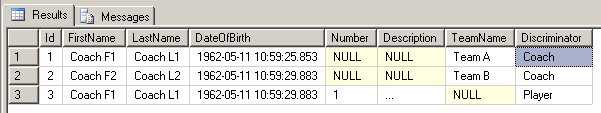 Results Messages
Id FirstName LastName DateOfBirth Number Description TeamName Discriminator
1 1 Coach F1 Coach L1 1962-05-11 10:59:25.853 NULL NULL Team A Coach
2 2 Coach F2 Coach L2 1962-05-11 10:59:29.883 NULL NULL Team B Coach
3 3 Coach F1 Coach L1 1962-05-11 10:59:29.883 1 ... NULL Player